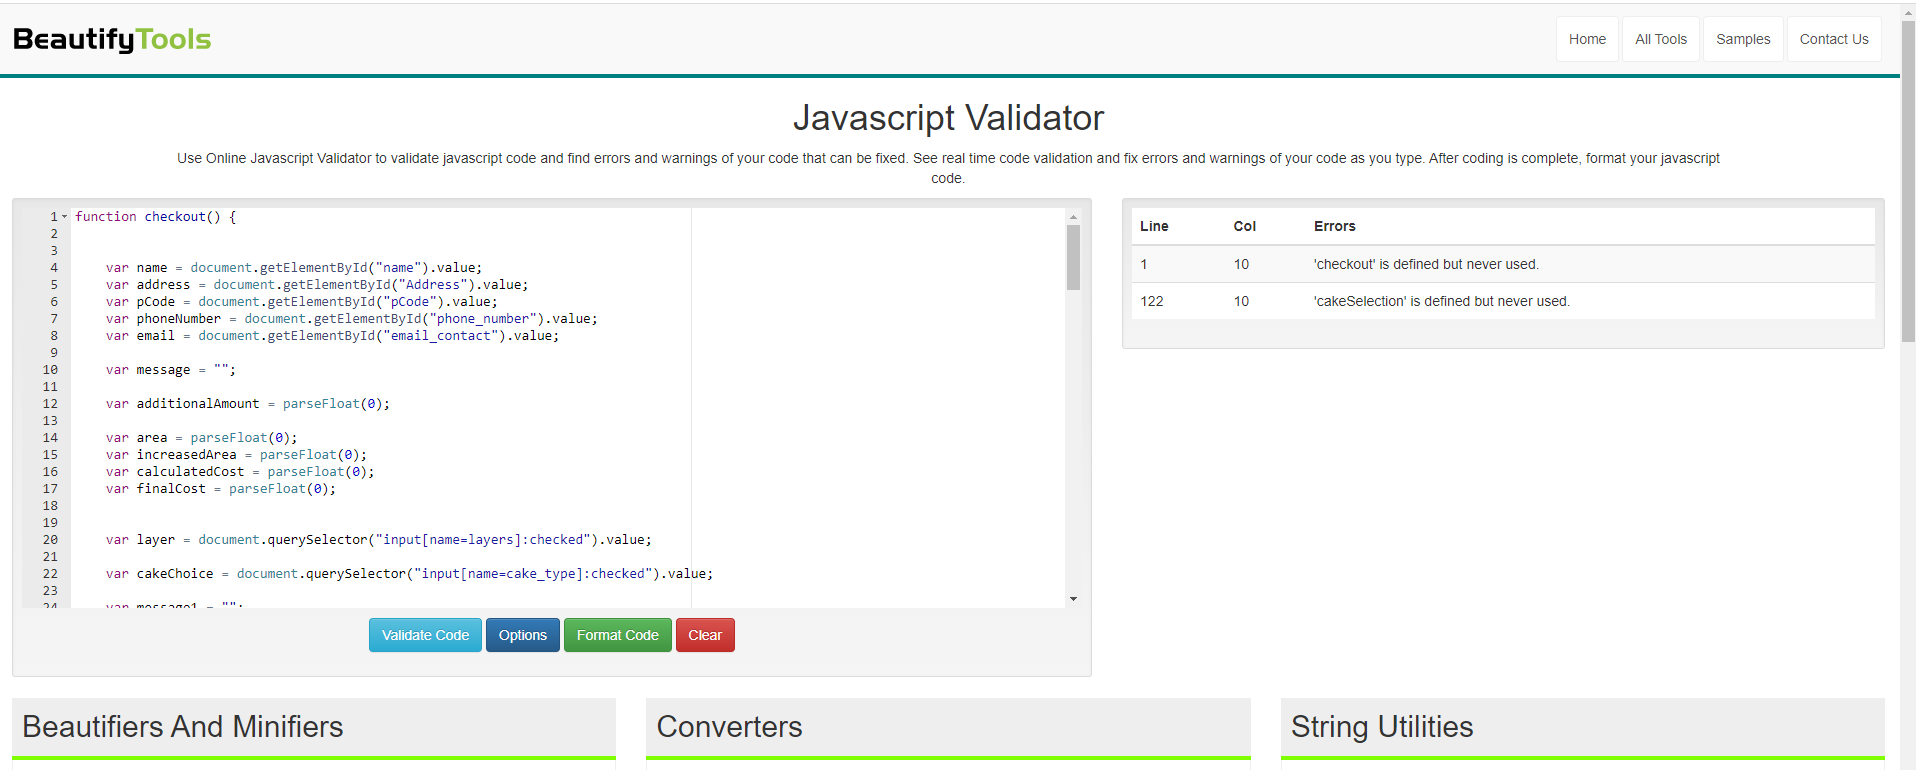 BeautifyTools
Home All Tools Samples Contact Us
Javascript Validator
Use Online Javascript Validator to validate javascript code and find errors and warnings of your code that can be fixed. See real time code validation and fix errors and warnings of your code as you type. After coding is complete, format your javascript
code.
1 function checkout() {
2
3
4 var name = document.getElementById("name").value;
5 var address = document.getElementById("Address").value;
6 var pCode = document.getElementById("pCode").value;
7 var phoneNumber = document.getElementById("phone_number").value;
8 var email = document.getElementById("email_contact").value;
9
10 var message = "";
11
12 var additionalAmount = parseFloat(0);
13
14 var area = parseFloat(0);
15 var increasedArea = parseFloat(0);
16 var calculatedCost = parseFloat(0);
17 var finalCost = parseFloat(0);
18
19
20 var layer = document.querySelector("input[name=layers]:checked").value;
21
22 var cakeChoice = document.querySelector("input[name=cake_type]:checked").value;
23
24 var message1 = "";
Validate Code Options Format Code Clear
Line Col Errors
1 10 'checkout' is defined but never used.
122 10 'cakeSelection' is defined but never used.
Beautifiers And Minifiers
Converters
String Utilities